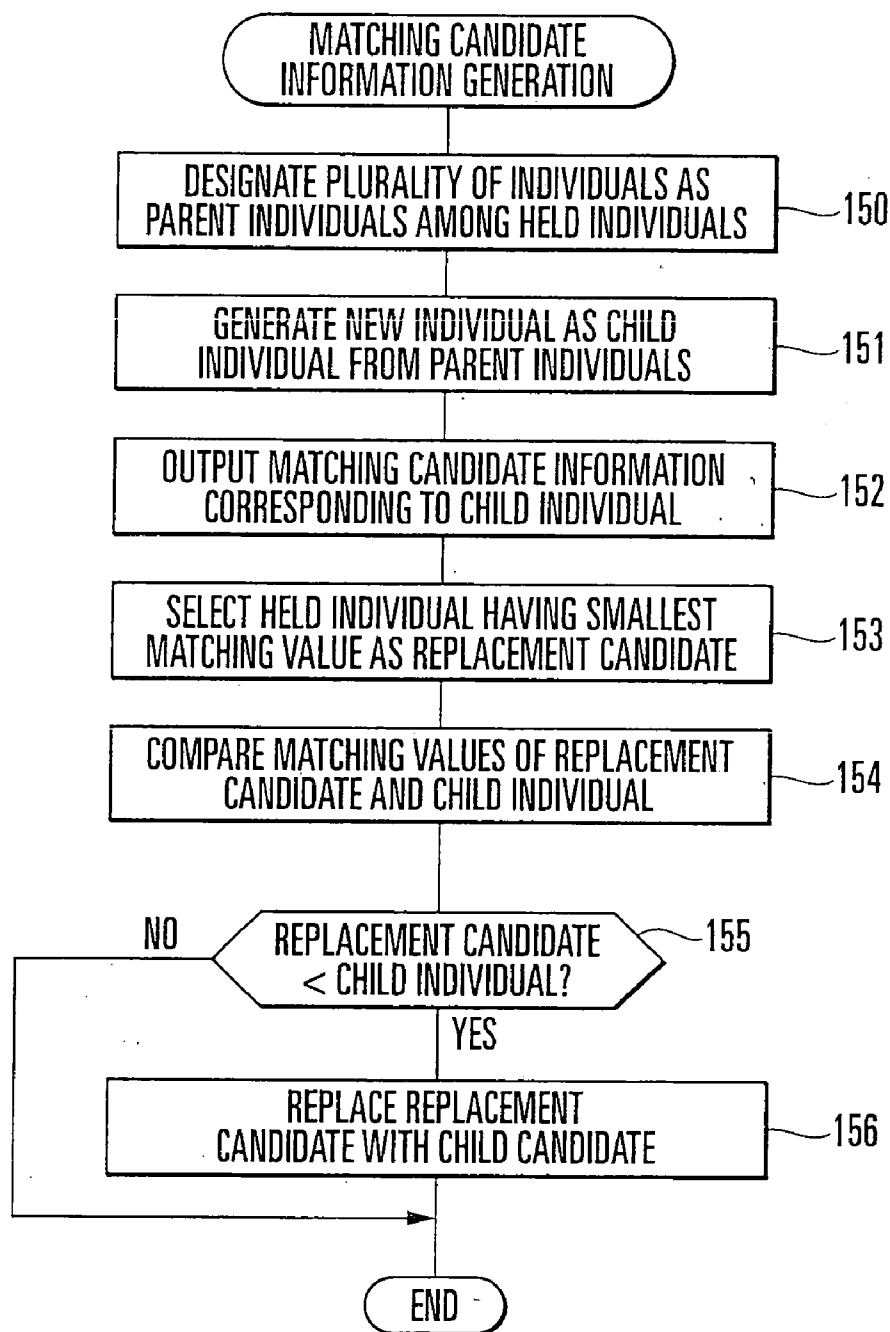 MATCHING CANDIDATE
INFORMATION GENERATION
DESIGNATE PLURALITY OF INDIVIDUALS AS
PARENT INDIVIDUALS AMONG HELD INDIVIDUALS
150
GENERATE NEW INDIVIDUAL AS CHILD
INDIVIDUAL FROM PARENT INDIVIDUALS
151
OUTPUT MATCHING CANDIDATE INFORMATION
CORRESPONDING TO CHILD INDIVIDUAL
152
SELECT HELD INDIVIDUAL HAVING SMALLEST
MATCHING VALUE AS REPLACEMENT CANDIDATE
153
COMPARE MATCHING VALUES OF REPLACEMENT
CANDIDATE AND CHILD INDIVIDUAL
154
NO
REPLACEMENT CANDIDATE
< CHILD INDIVIDUAL?
155
YES
REPLACE REPLACEMENT
CANDIDATE WITH CHILD CANDIDATE
156
END